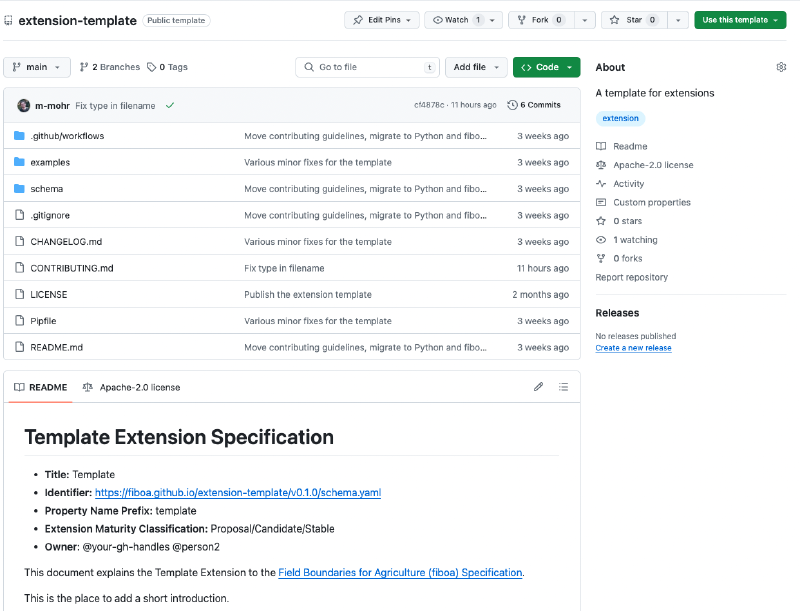 extension-template Public template Edit Pins Watch 1 Fork 0 Star 0 Use this template
main 2 Branches 0 Tags Go to file t Add file Code
m-mohr Fix type in filename cf4878c · 11 hours ago 6 Commits
.github/workflows Move contributing guidelines, migrate to Python and fibo... 3 weeks ago
examples Various minor fixes for the template 3 weeks ago
schema Move contributing guidelines, migrate to Python and fibo... 3 weeks ago
.gitignore Move contributing guidelines, migrate to Python and fibo... 3 weeks ago
CHANGELOG.md Various minor fixes for the template 3 weeks ago
CONTRIBUTING.md Fix type in filename 11 hours ago
LICENSE Publish the extension template 2 months ago
Pipfile Various minor fixes for the template 3 weeks ago
README.md Move contributing guidelines, migrate to Python and fibo... 3 weeks ago
README Apache-2.0 license
Template Extension Specification
• Title: Template
• Identifier: https://fiboa.github.io/extension-template/v0.1.0/schema.yaml
• Property Name Prefix: template
• Extension Maturity Classification: Proposal/Candidate/Stable
• Owner: @your-gh-handles @person2
This document explains the Template Extension to the Field Boundaries for Agriculture (fiboa) Specification.
This is the place to add a short introduction.
About
A template for extensions
extension
Readme
Apache-2.0 license
Activity
Custom properties
0 stars
1 watching
0 forks
Report repository
Releases
No releases published
Create a new release